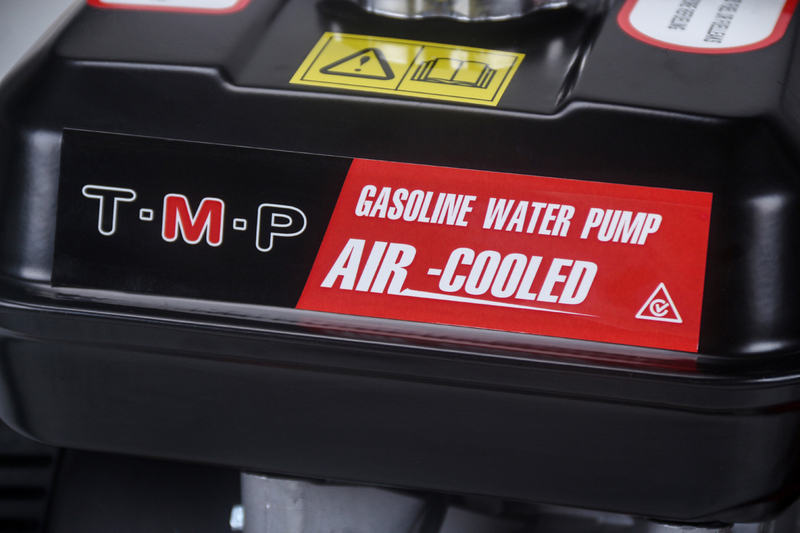 T·M·P
GASOLINE WATER PUMP
AIR-COOLED